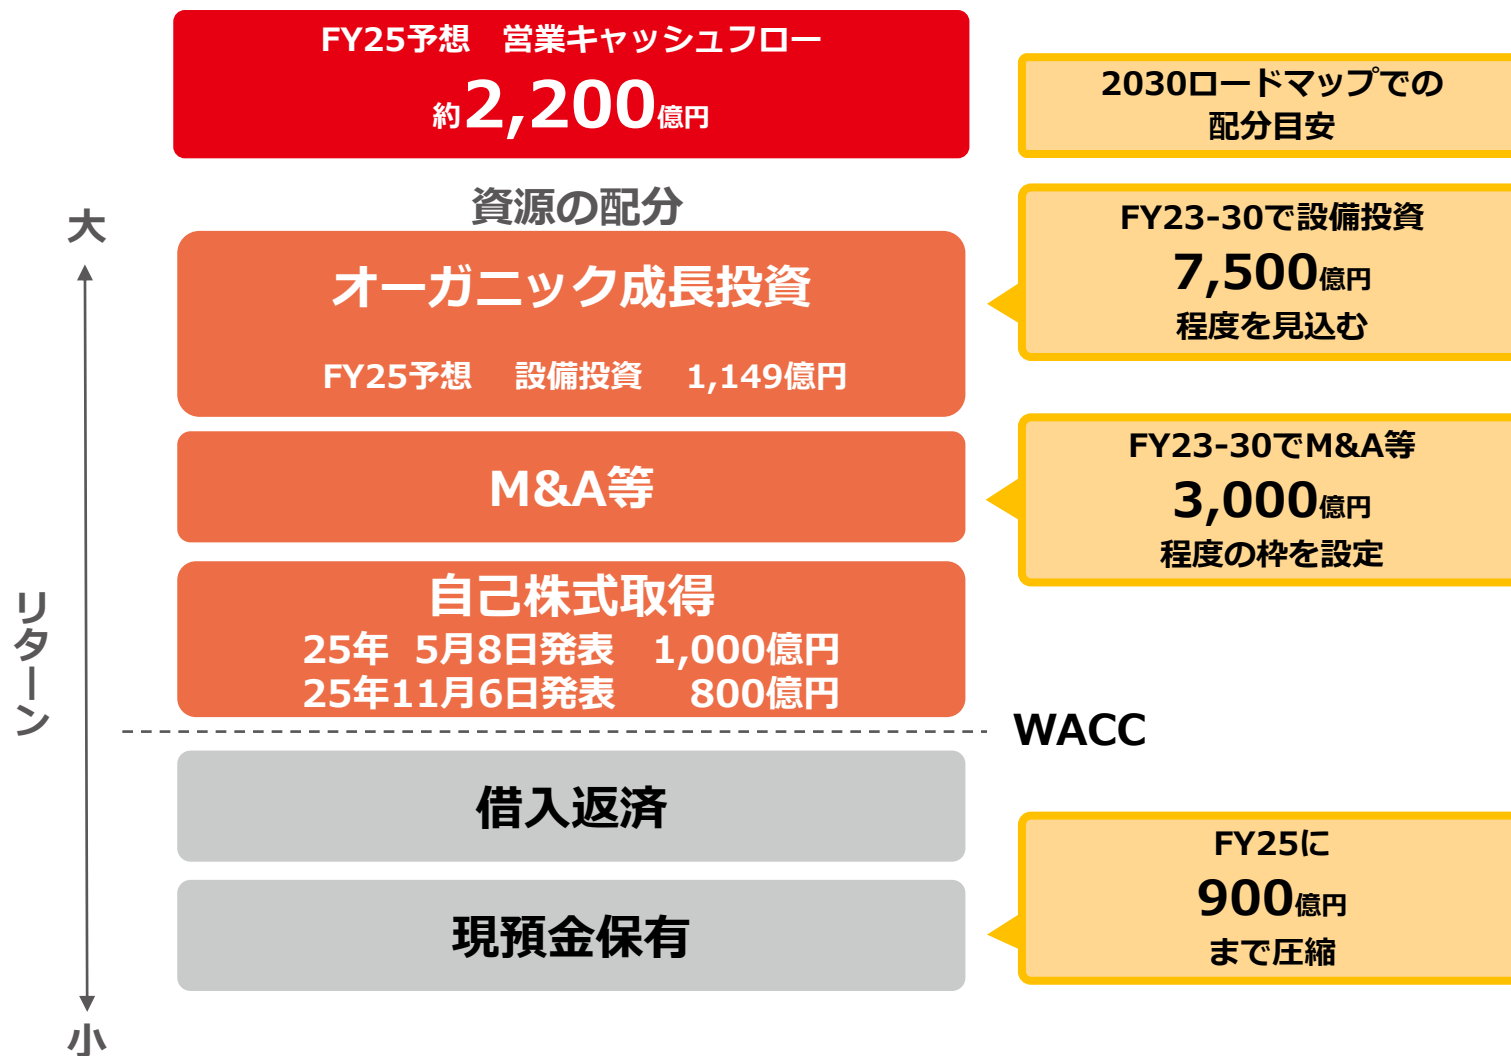 FY25予想　営業キャッシュフロー
約2,200億円
2030ロードマップでの
配分目安
資源の配分
大
リターン
小
オーガニック成長投資
FY25予想　設備投資　1,149億円
FY23-30で設備投資
7,500億円
程度を見込む
M&A等
FY23-30でM&A等
3,000億円
程度の枠を設定
自己株式取得
25年 5月8日発表　1,000億円
25年11月6日発表　800億円
WACC
借入返済
現預金保有
FY25に
900億円
まで圧縮